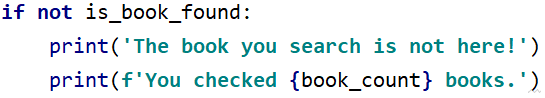 if not is_book_found:
    print('The book you search is not here!')
    print(f'You checked {book_count} books.')